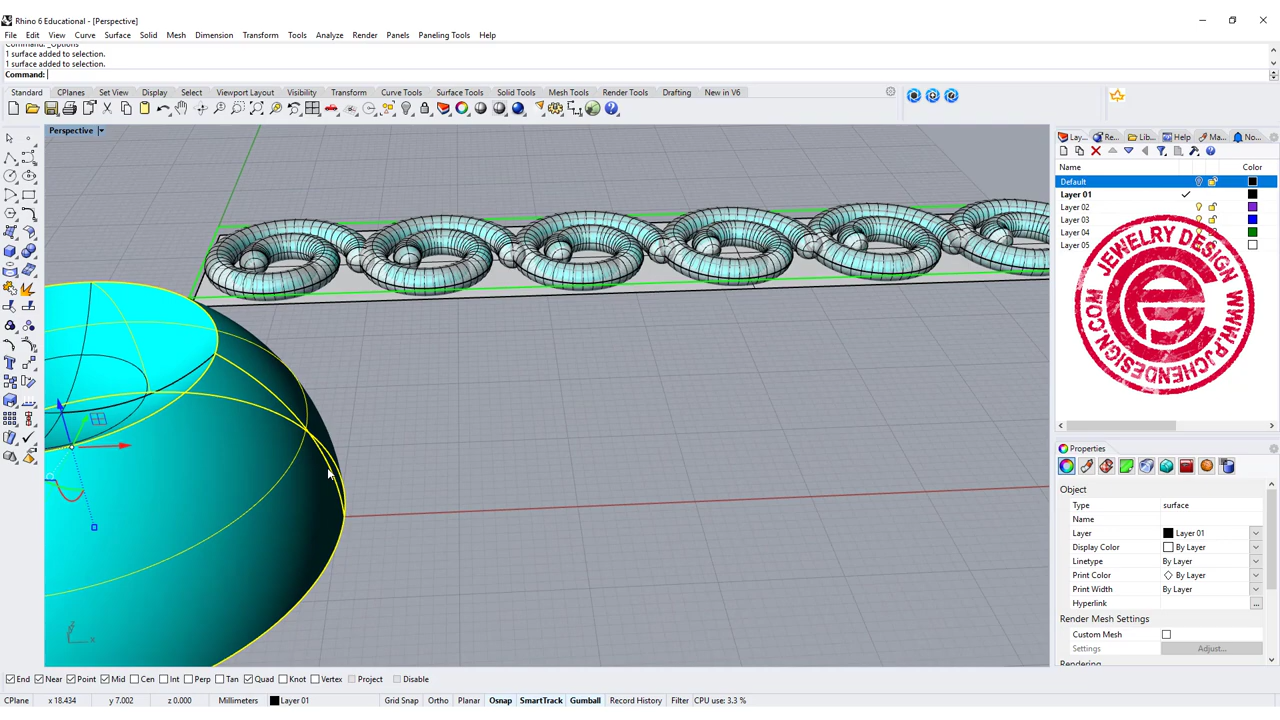 Rhino 6 Educational - [Perspective]
File Edit View Curve Surface Solid Mesh Dimension Transform Tools Analyze Render Panels Paneling Tools Help
1 surface added to selection.
1 surface added to selection.
Command:
Standard CPlanes Set View Display Select Viewport Layout Visibility Transform Curve Tools Surface Tools Solid Tools Mesh Tools Render Tools Drafting New in V6
Perspective
Lay... Re... Lib... Help Ma... No...
Name Color
Default
Layer 01
Layer 02
Layer 03
Layer 04
Layer 05
JEWELRY DESIGN
WWW.PJCHENDESIGN.COM
Properties
Object
Type surface
Name
Layer Layer 01
Display Color By Layer
Linetype By Layer
Print Color By Layer
Print Width By Layer
Hyperlink ...
Render Mesh Settings
Custom Mesh
Settings Adjust...
z x
End Near Point Mid Cen Int Perp Tan Quad Knot Vertex Project Disable
CPlane x 18.434 y 7.002 z 0.000 Millimeters Layer 01 Grid Snap Ortho Planar Osnap SmartTrack Gumball Record History Filter CPU use: 3.3 %